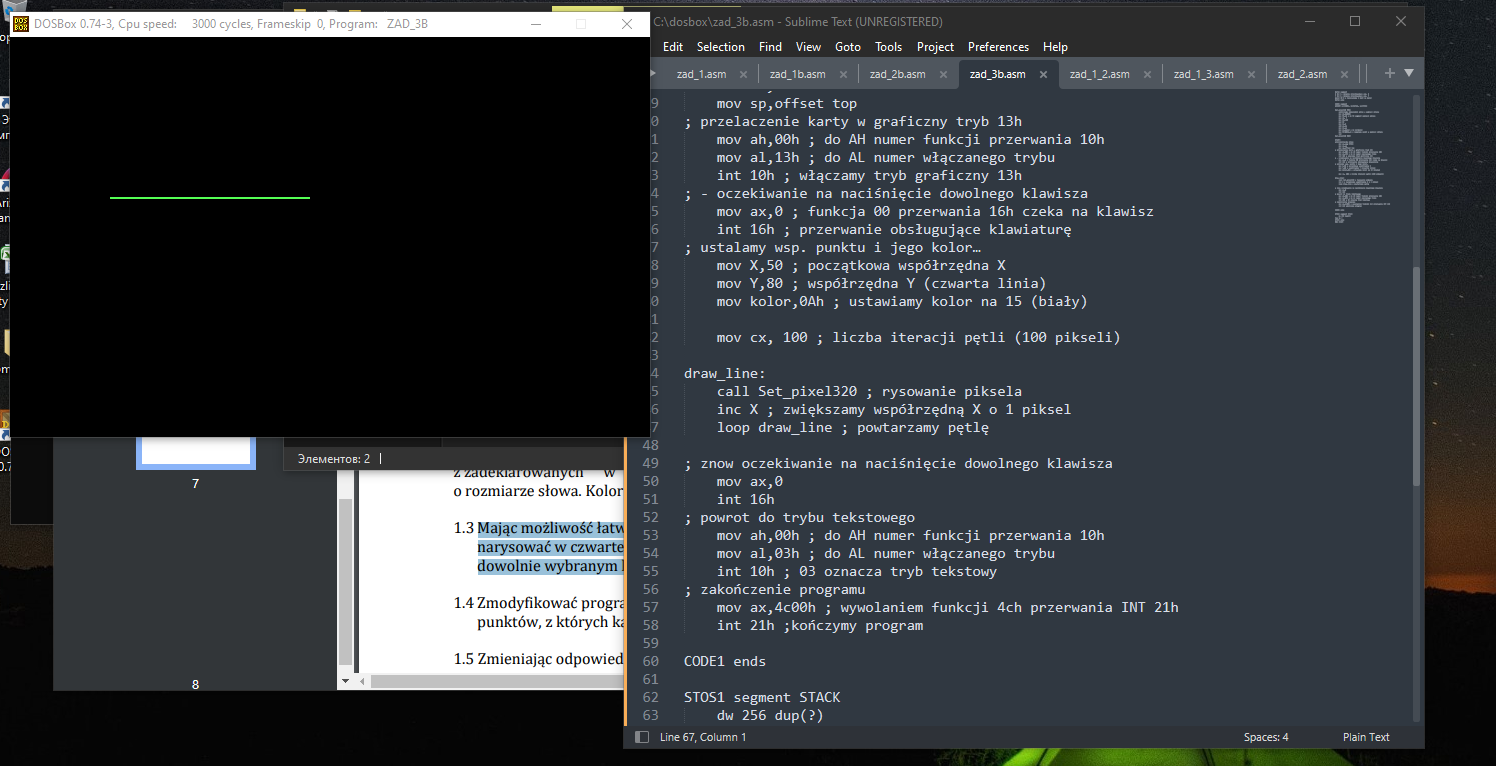 DOSBox 0.74-3, Cpu speed: 3000 cycles, Frameskip 0, Program: ZAD_3B
C:\dosbox\zad_3b.asm - Sublime Text (UNREGISTERED)
Edit Selection Find View Goto Tools Project Preferences Help
zad_1.asm zad_1b.asm zad_2b.asm zad_3b.asm zad_1_2.asm zad_1_3.asm zad_2.asm
9 mov sp,offset top
0 ; przelaczenie karty w graficzny tryb 13h
1 mov ah,00h ; do AH numer funkcji przerwania 10h
2 mov al,13h ; do AL numer włączanego trybu
3 int 10h ; włączamy tryb graficzny 13h
4 ; - oczekiwanie na naciśnięcie dowolnego klawisza
5 mov ax,0 ; funkcja 00 przerwania 16h czeka na klawisz
6 int 16h ; przerwanie obsługujące klawiaturę
7 ; ustalamy wsp. punktu i jego kolor…
8 mov X,50 ; początkowa współrzędna X
9 mov Y,80 ; współrzędna Y (czwarta linia)
0 mov kolor,0Ah ; ustawiamy kolor na 15 (biały)
1
2 mov cx, 100 ; liczba iteracji pętli (100 pikseli)
3
4 draw_line:
5 call Set_pixel320 ; rysowanie piksela
6 inc X ; zwiększamy współrzędną X o 1 piksel
7 loop draw_line ; powtarzamy pętlę
48
49 ; znow oczekiwanie na naciśnięcie dowolnego klawisza
50 mov ax,0
51 int 16h
52 ; powrot do trybu tekstowego
53 mov ah,00h ; do AH numer funkcji przerwania 10h
54 mov al,03h ; do AL numer włączanego trybu
55 int 10h ; 03 oznacza tryb tekstowy
56 ; zakończenie programu
57 mov ax,4c00h ; wywolaniem funkcji 4ch przerwania INT 21h
58 int 21h ;kończymy program
59
60 CODE1 ends
61
62 STOS1 segment STACK
63 dw 256 dup(?)
Line 67, Column 1
Spaces: 4
Plain Text
Элементов: 2
7
8
z zadeklarowanych w
o rozmiarze słowa. Kolor
1.3 Mając możliwość łatw
narysować w czwarte
dowolnie wybranym
1.4 Zmodyfikować progra
punktów, z których ka
1.5 Zmieniając odpowied